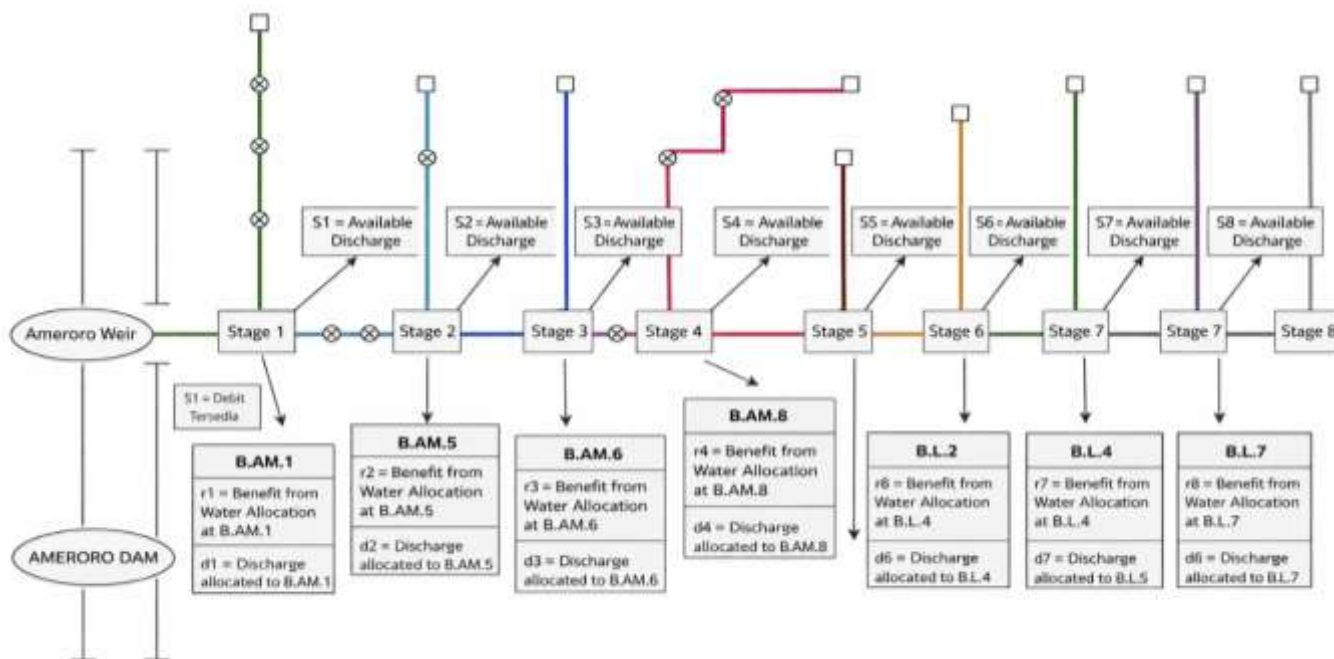 S1 = Available
Discharge
S2 = Available
Discharge
S3 = Available
Discharge
S4 = Available
Discharge
S5 = Available
Discharge
S6 = Available
Discharge
S7 = Available
Discharge
S8 = Available
Discharge
Ameroro Weir
Stage 1
Stage 2
Stage 3
Stage 4
Stage 5
Stage 6
Stage 7
Stage 7
Stage 8
S1 = Debit
Tersedia
AMERORO DAM
B.AM.1
r1 = Benefit from
Water Allocation
at B.AM.1
d1 = Discharge
allocated to B.AM.1
B.AM.5
r2 = Benefit from
Water Allocation
at B.AM.5
d2 = Discharge
allocated to B.AM.5
B.AM.6
r3 = Benefit from
Water Allocation
at B.AM.6
d3 = Discharge
allocated to B.AM.6
B.AM.8
r4 = Benefit from
Water Allocation
at B.AM.8
d4 = Discharge
allocated to B.AM.8
B.L.2
r6 = Benefit from
Water Allocation
at B.L.4
d6 = Discharge
allocated to B.L.4
B.L.4
r7 = Benefit from
Water Allocation
at B.L.4
d7 = Discharge
allocated to B.L.5
B.L.7
r8 = Benefit from
Water Allocation
at B.L.7
= Discharge
allocated to B.L.7